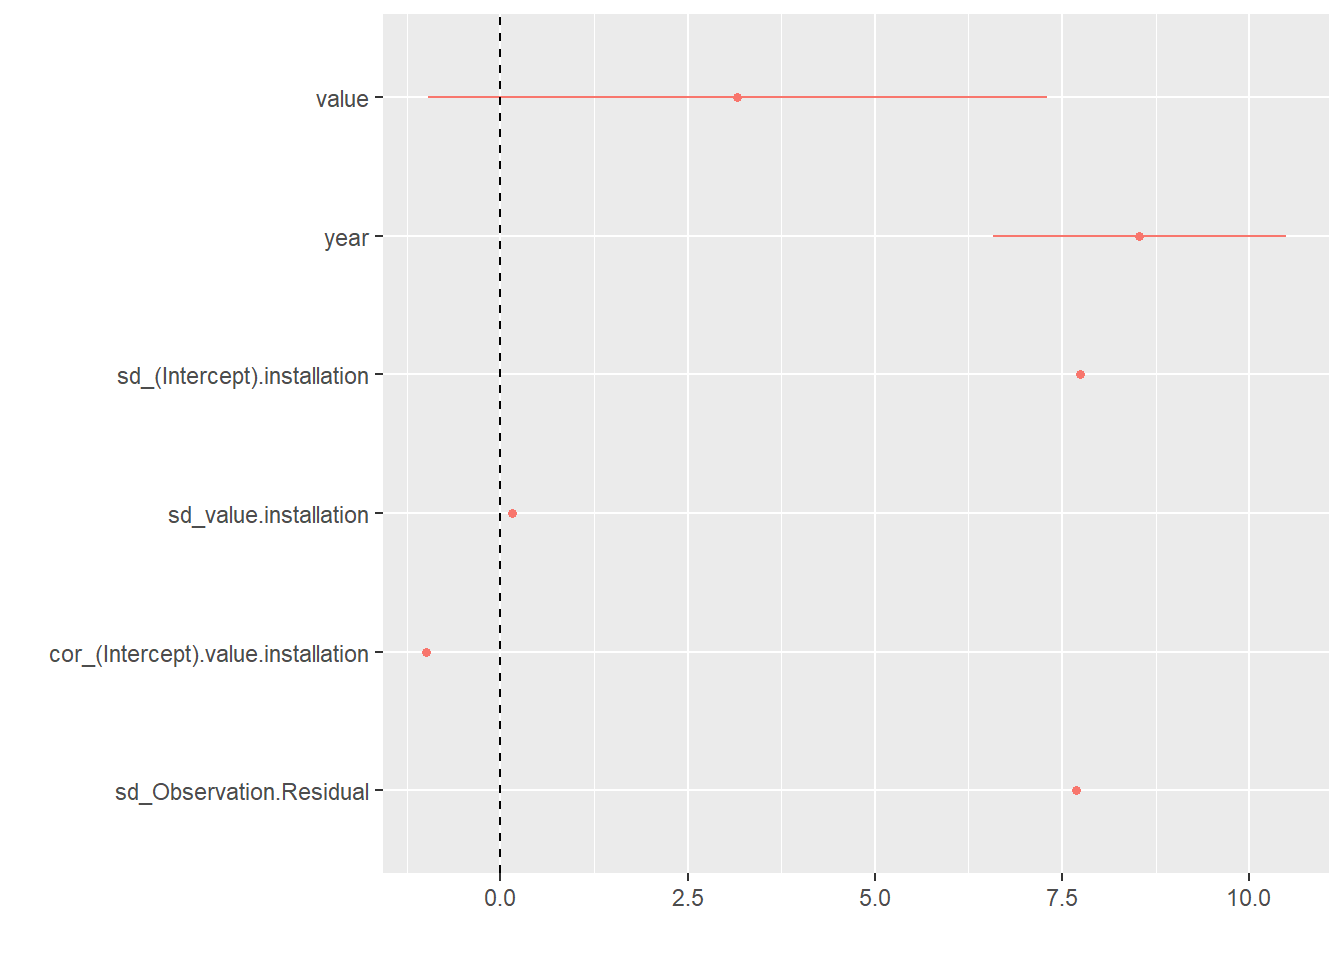 value
year
sd_(Intercept).installation
sd_value.installation
cor_(Intercept).value.installation
sd_Observation.Residual
0.0 2.5 5.0 7.5 10.0